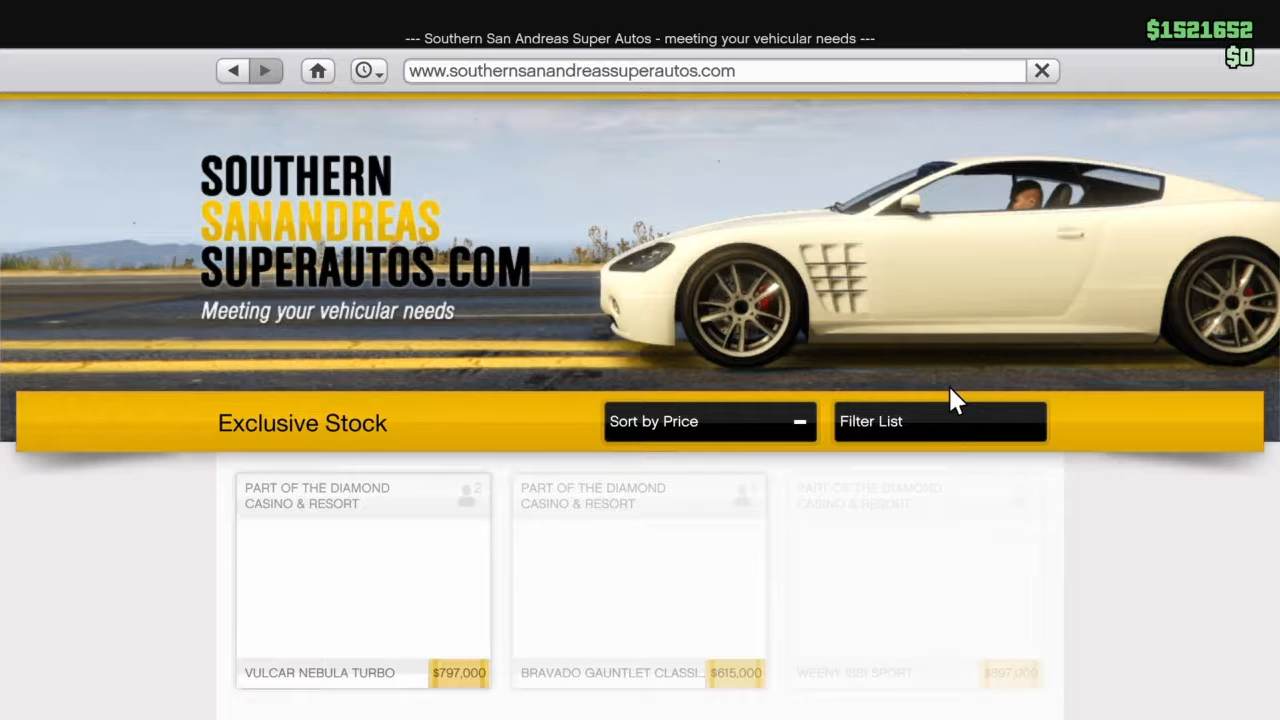 --- Southern San Andreas Super Autos - meeting your vehicular needs ---
$1521652
$0
www.southernsanandreassuperautos.com
SOUTHERN
SANANDREAS
SUPERAUTOS.COM
Meeting your vehicular needs
Exclusive Stock
Sort by Price
Filter List
PART OF THE DIAMOND
CASINO & RESORT
2
VULCAR NEBULA TURBO
$797,000
PART OF THE DIAMOND
CASINO & RESORT
BRAVADO GAUNTLET CLASSI...
$615,000
PART OF THE DIAMOND
CASINO & RESORT
WEENY ISSI SPORT
$897,000